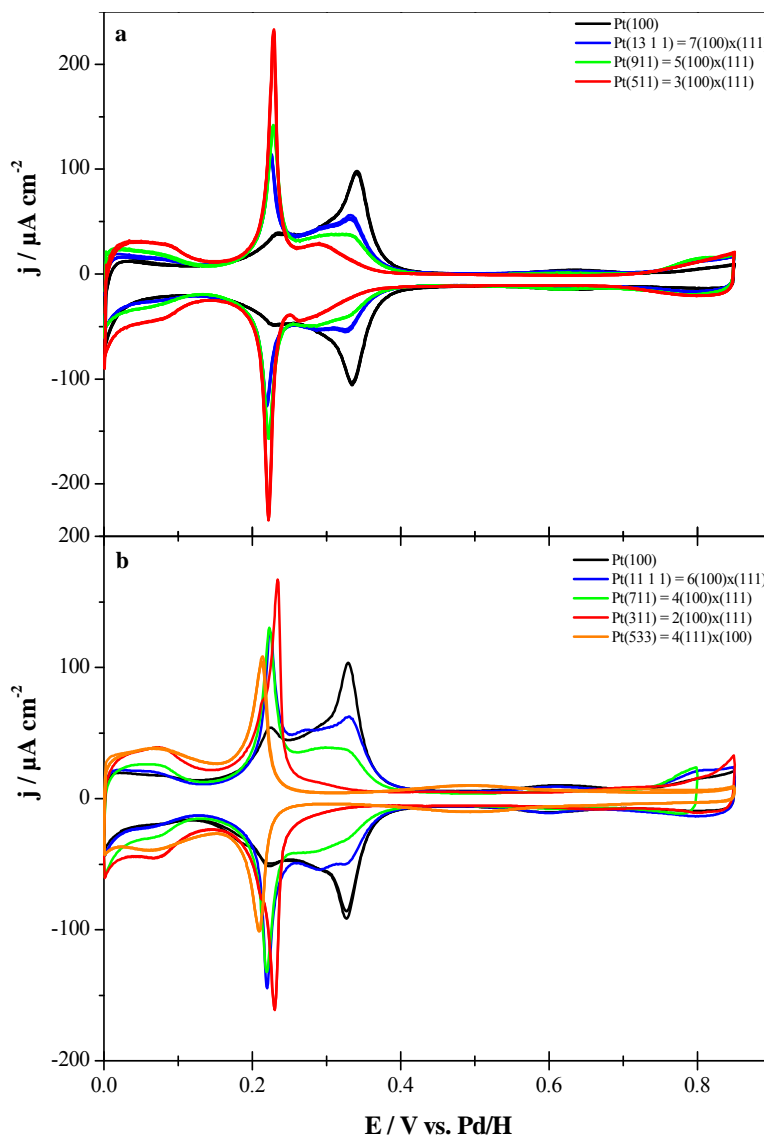 a
Pt(100)
Pt(13 1 1) = 7(100)x(111
Pt(911) = 5(100)x(111)
Pt(511) = 3(100)x(111)
200
100
0
-100
-200
j / µA cm-2
200
b
Pt(100)
Pt(11 1 1) = 6(100)x(111)
Pt(711) = 4(100)x(111)
Pt(311) = 2(100)x(111)
Pt(533) = 4(111)x(100)
100
0
-100
-200
j / µA cm-2
0.0 0.2 0.4 0.6 0.8
E / V vs. Pd/H